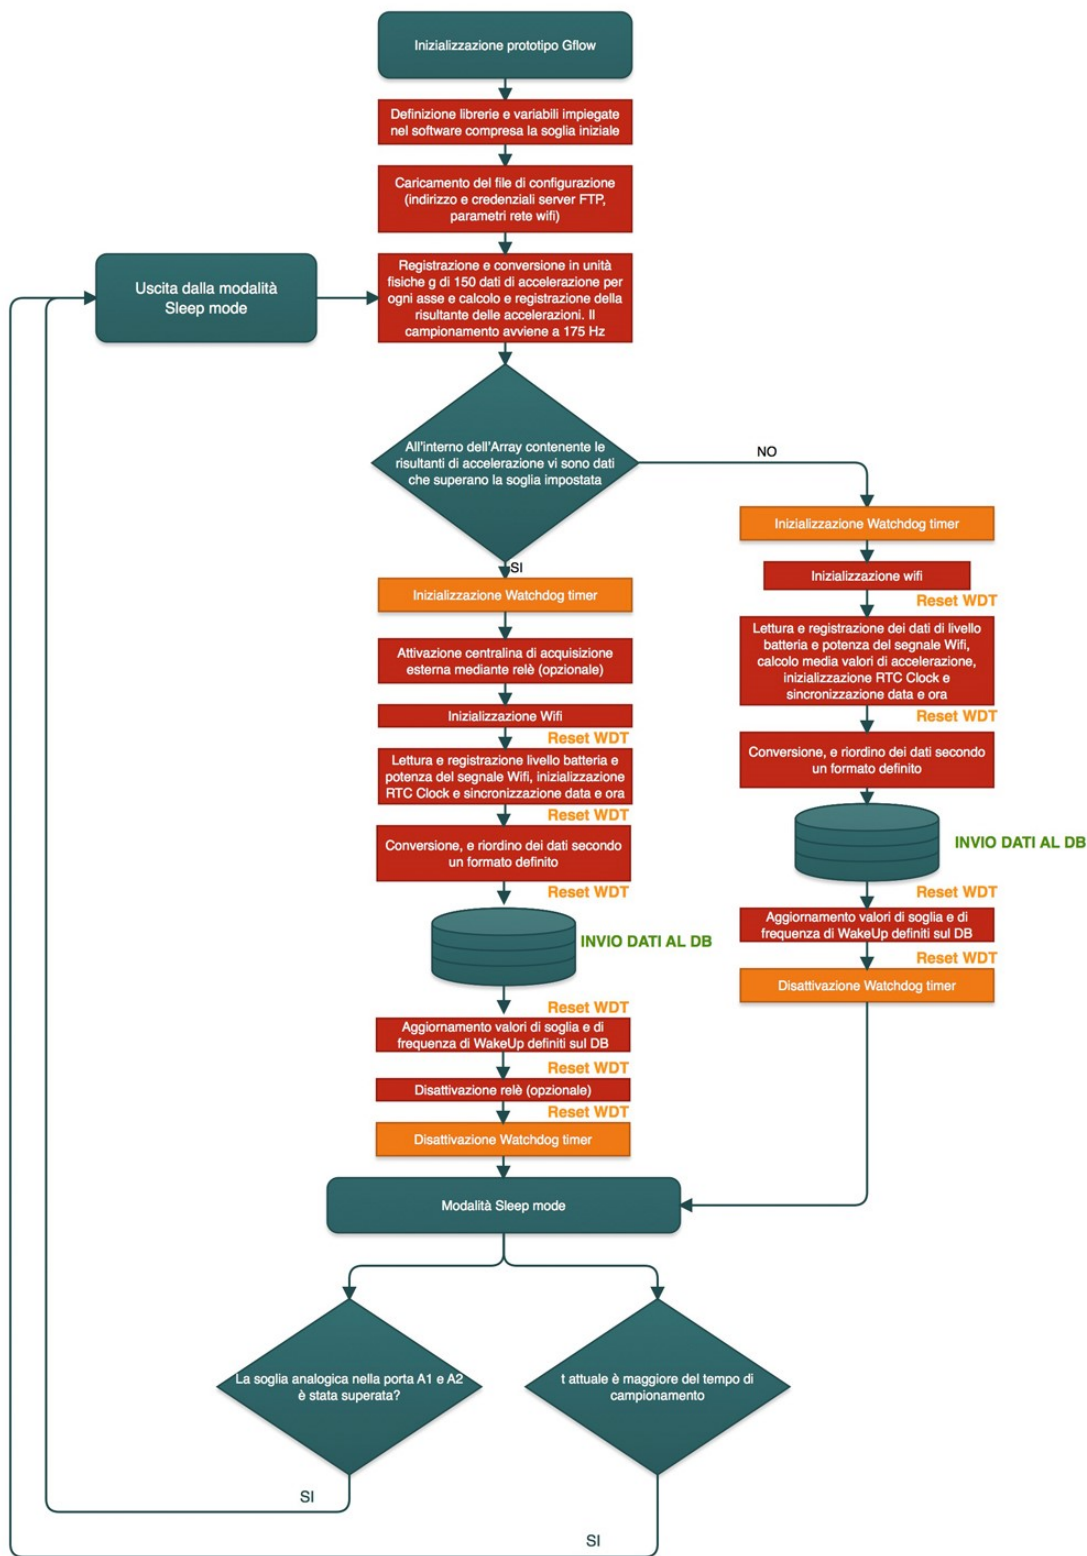 Inizializzazione prototipo Gflow
Definizione librerie e variabili impiegate
nel software compresa la soglia iniziale
Caricamento del file di configurazione
(indirizzo e credenziali server FTP,
parametri rete wifi)
Uscita dalla modalità
Sleep mode
Registrazione e conversione in unità
fisiche g di 150 dati di accelerazione per
ogni asse e calcolo e registrazione della
risultante delle accelerazioni. Il
campionamento avviene a 175 Hz
All'interno dell'Array contenente le
risultanti di accelerazione vi sono dati
che superano la soglia impostata
NO
SI
Inizializzazione Watchdog timer
Attivazione centralina di acquisizione
esterna mediante relè (opzionale)
Inizializzazione Wifi
Reset WDT
Lettura e registrazione livello batteria e
potenza del segnale Wifi, inizializzazione
RTC Clock e sincronizzazione data e ora
Reset WDT
Conversione, e riordino dei dati secondo
un formato definito
Reset WDT
INVIO DATI AL DB
Reset WDT
Aggiornamento valori di soglia e di
frequenza di WakeUp definiti sul DB
Reset WDT
Disattivazione relè (opzionale)
Reset WDT
Disattivazione Watchdog timer
Inizializzazione Watchdog timer
Inizializzazione wifi
Reset WDT
Lettura e registrazione dei dati di livello
batteria e potenza del segnale Wifi,
calcolo media valori di accelerazione,
inizializzazione RTC Clock e
sincronizzazione data e ora
Reset WDT
Conversione, e riordino dei dati secondo
un formato definito
INVIO DATI AL DB
Reset WDT
Aggiornamento valori di soglia e di
frequenza di WakeUp definiti sul DB
Reset WDT
Disattivazione Watchdog timer
Modalità Sleep mode
La soglia analogica nella porta A1 e A2
è stata superata?
t attuale è maggiore del tempo di
campionamento
SI
SI